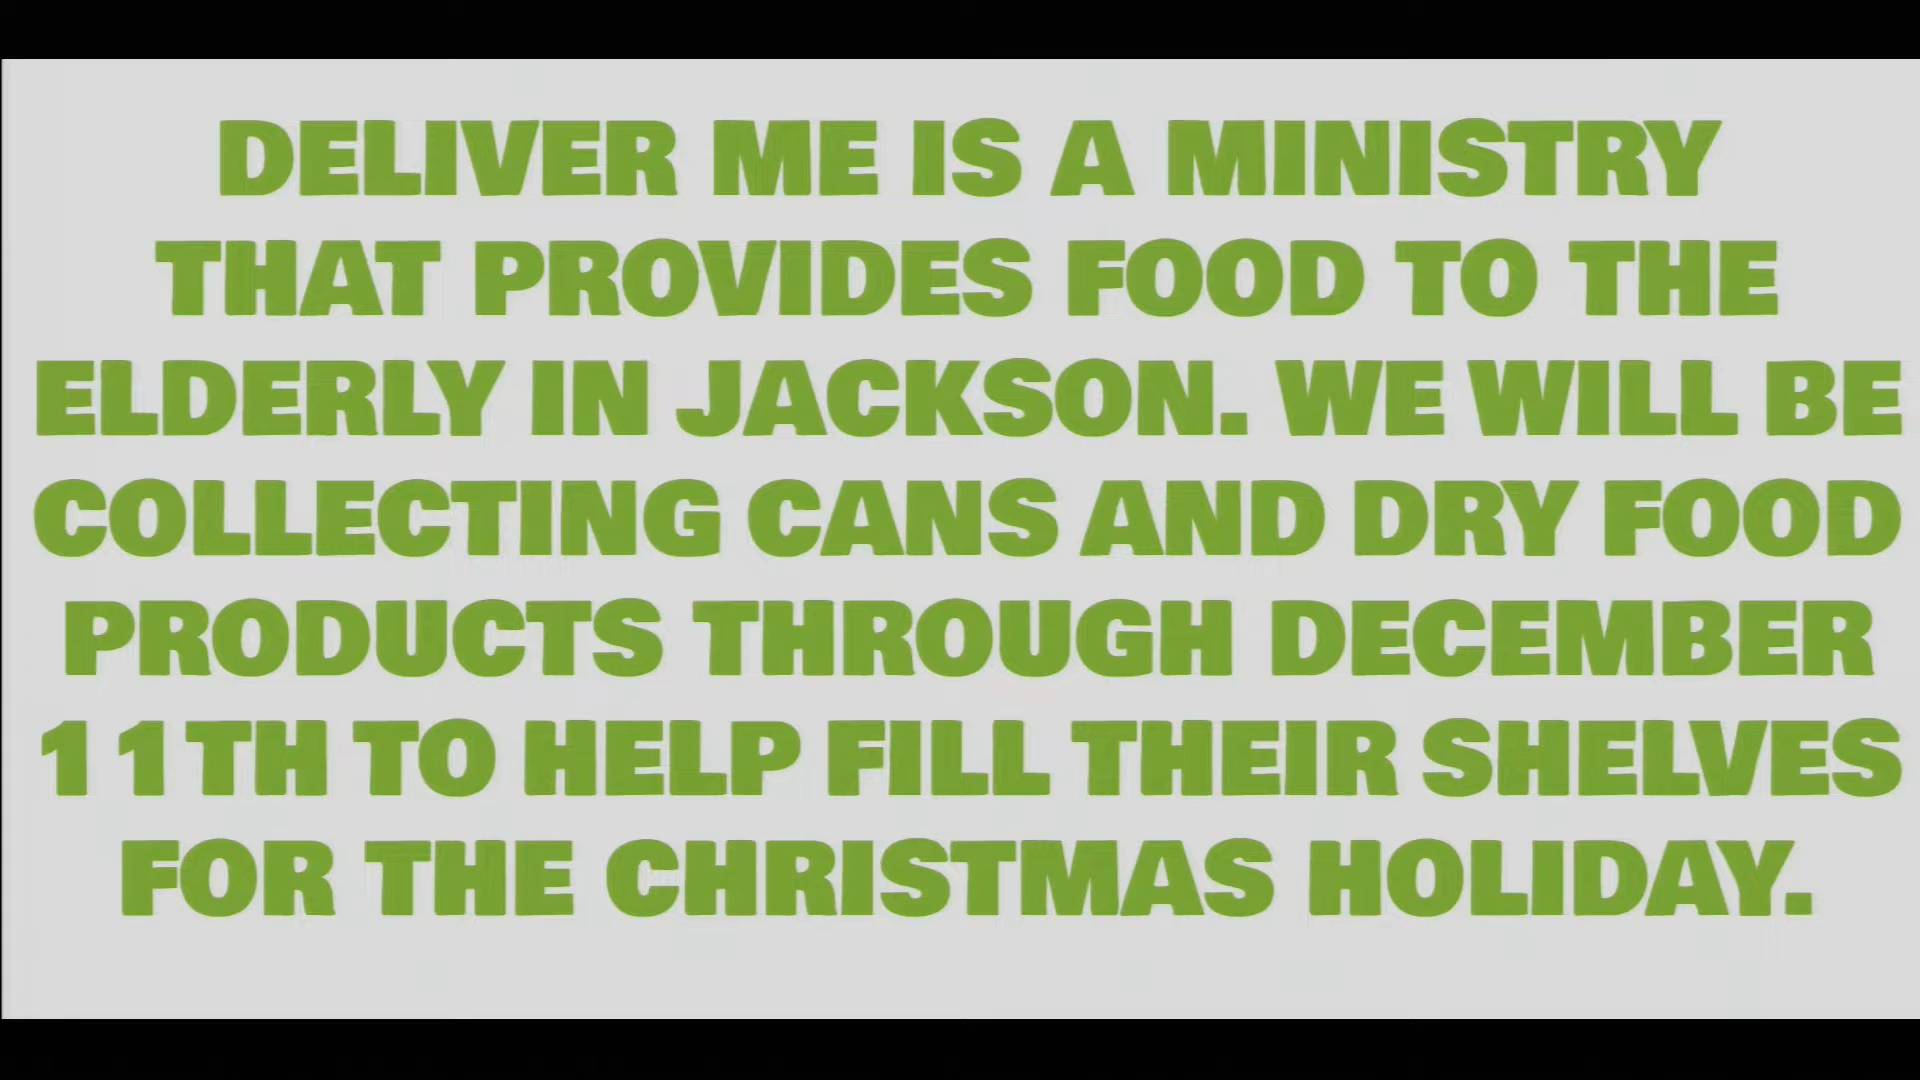 DELIVER ME IS A MINISTRY
THAT PROVIDES FOOD TO THE
ELDERLY IN JACKSON. WE WILL BE
COLLECTING CANS AND DRY FOOD
PRODUCTS THROUGH DECEMBER
11TH TO HELP FILL THEIR SHELVES
FOR THE CHRISTMAS HOLIDAY.